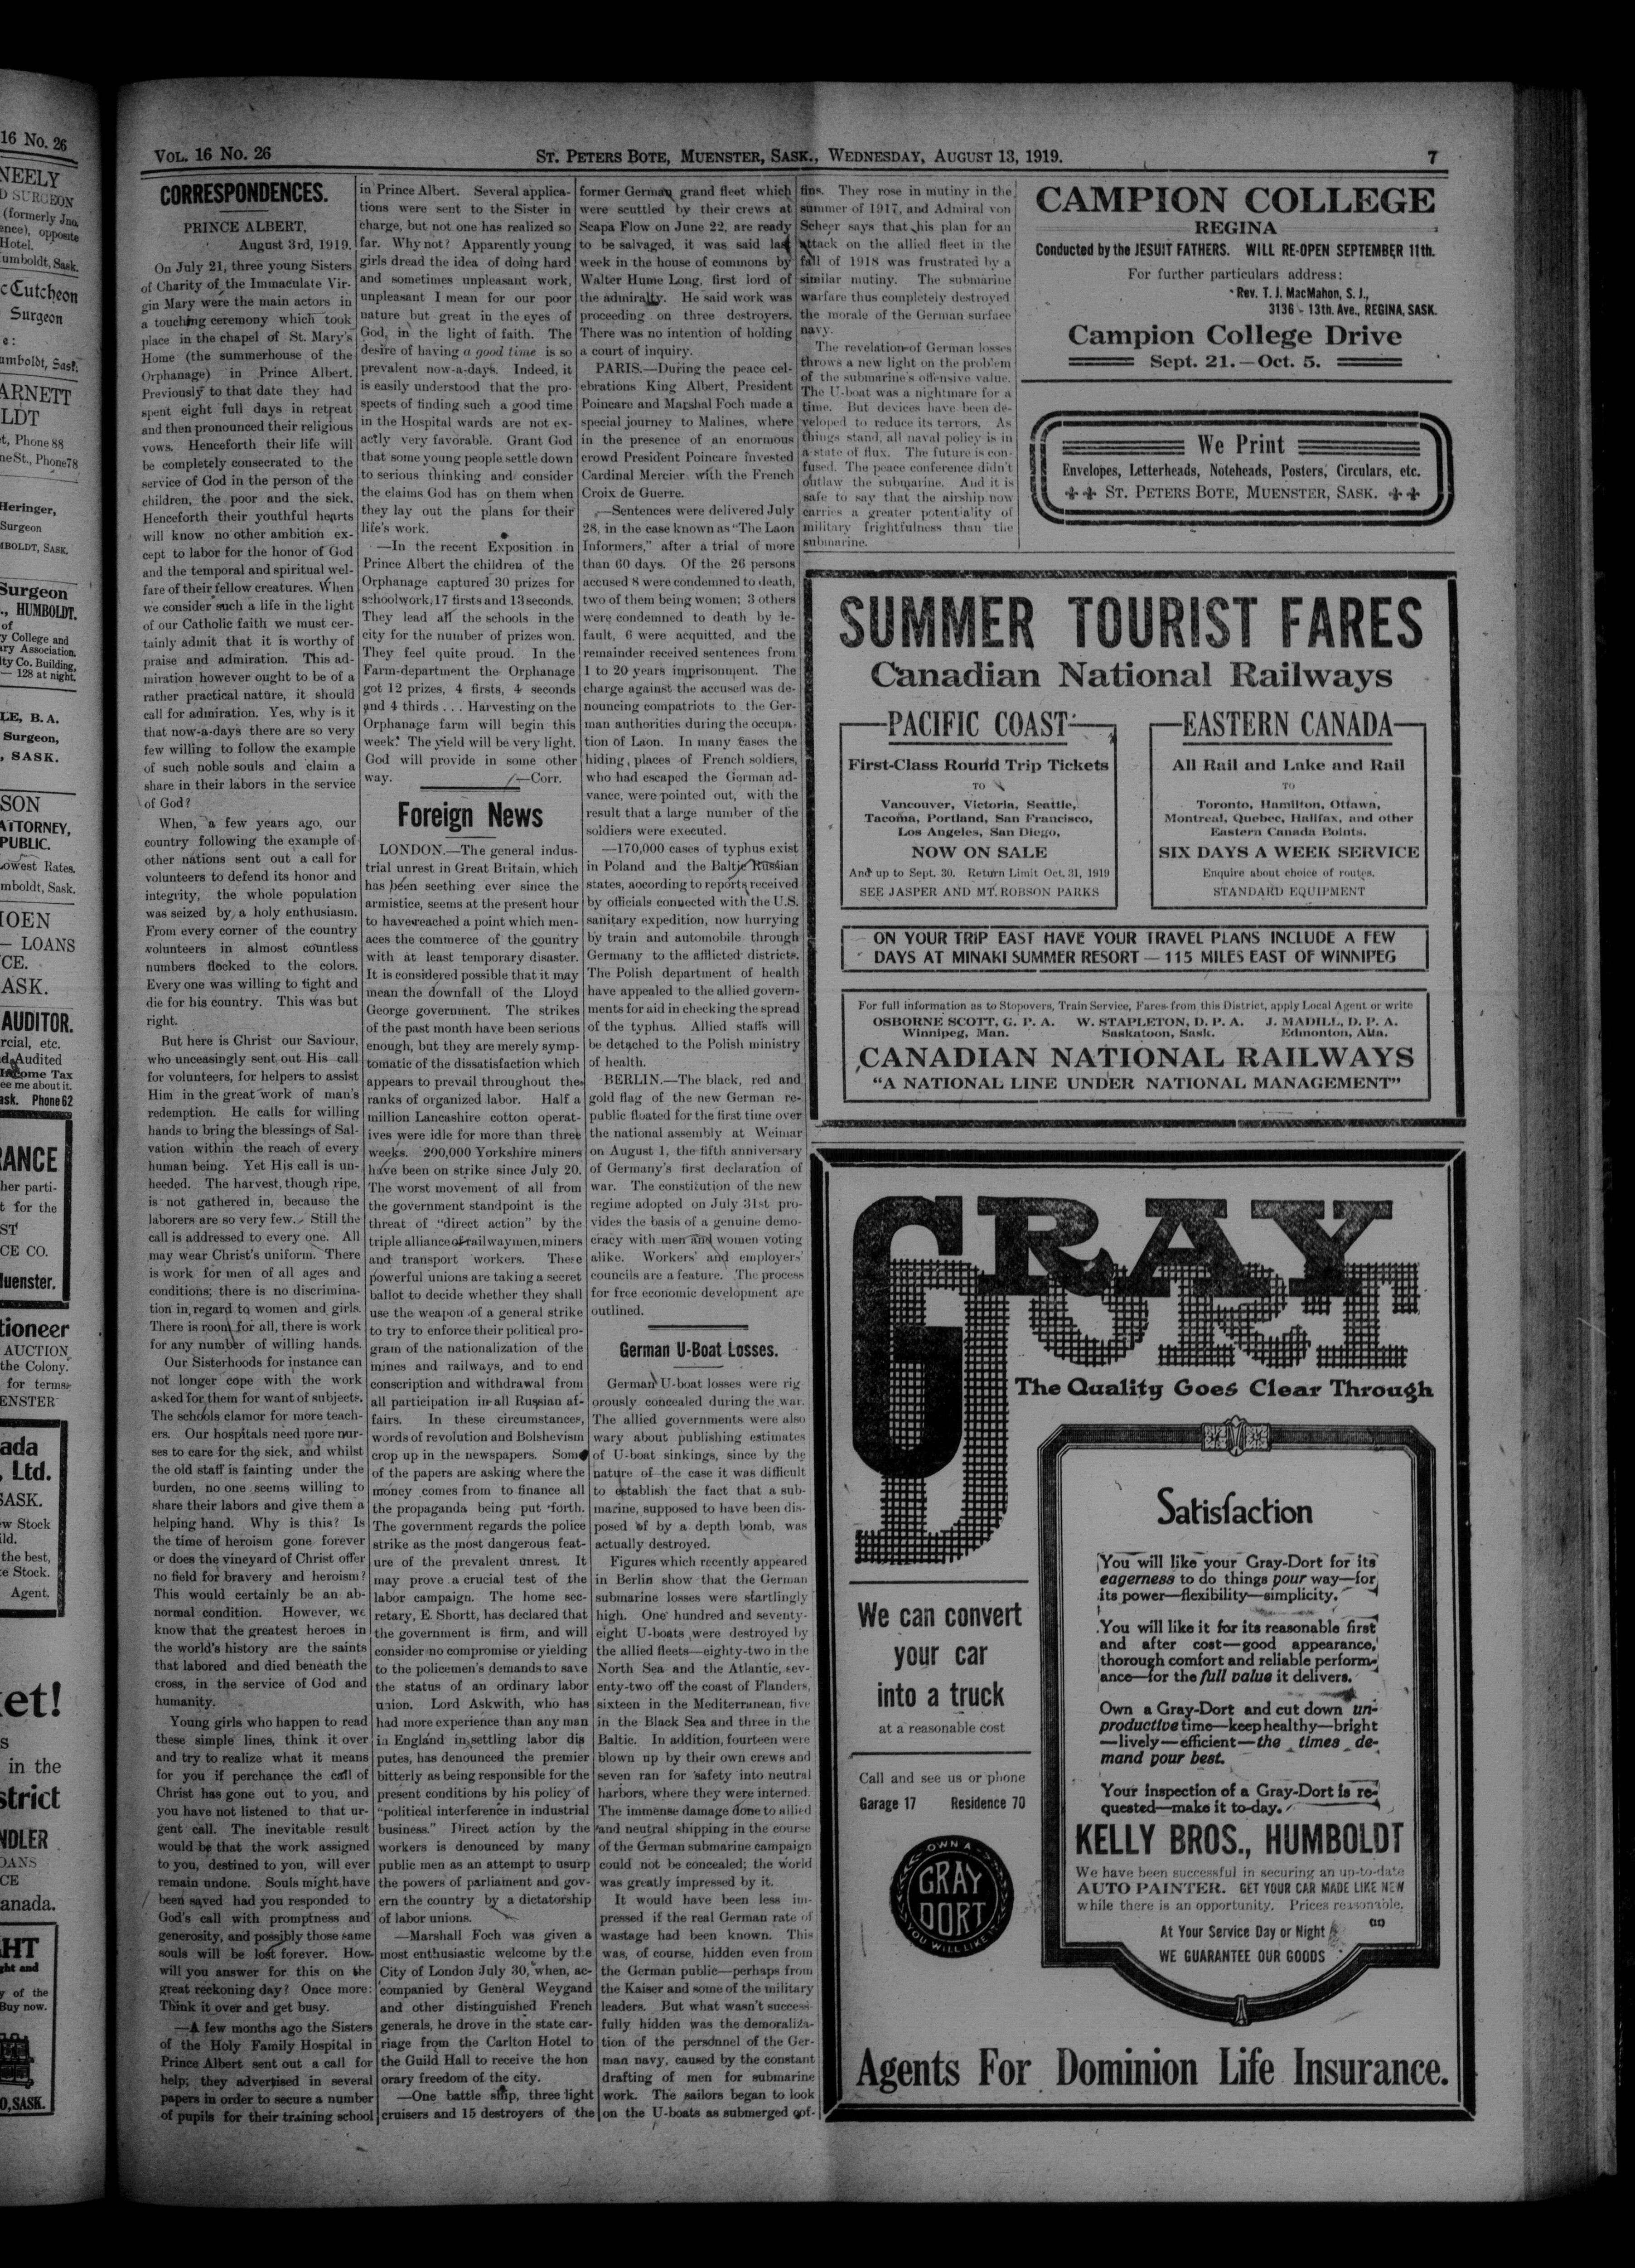 16 No. 26
NEELY
D SURGEON
(formerly Jno.
ance), opposite
Hotel.
umboldt, Sask.
c Cutcheon
Surgeon
e:
umboldt, Sask.
ARNETT
LDT
t, Phone 88
ne St., Phone 78
Heringer,
Surgeon
MBOLDT, SASK.
Surgeon
., HUMBOLDT.
of
y College and
ary Association.
lty Co. Building,
— 128 at night.
LE, B. A.
Surgeon,
, SASK.
SON
ATTORNEY,
PUBLIC.
Lowest Rates.
mboldt, Sask.
MOEN
— LOANS
CE.
ASK.
AUDITOR.
rcial, etc.
d Audited
Income Tax
ee me about it.
ask. Phone 62
RANCE
her parti-
t for the
ST
CE CO.
Muenster.
tioneer
AUCTION
the Colony.
for terms
ENSTER
ada
, Ltd.
SASK.
w Stock
ild.
the best,
e Stock.
Agent.
et!
S
in the
strict
NDLER
OANS
CE
anada.
HT
ght and
y of the
Buy now.
O, SASK.
VOL. 16 No. 26
ST. PETERS BOTE, MUENSTER, SASK., WEDNESDAY, AUGUST 13, 1919.
7
CORRESPONDENCES.
PRINCE ALBERT,
August 3rd, 1919.
On July 21, three young Sisters
of Charity of the Immaculate Vir-
gin Mary were the main actors in
a touching ceremony which took
place in the chapel of St. Mary's
Home (the summerhouse of the
Orphanage) in Prince Albert.
Previously to that date they had
spent eight full days in retreat
and then pronounced their religious
vows. Henceforth their life will
be completely consecrated to the
service of God in the person of the
children, the poor and the sick.
Henceforth their youthful hearts
will know no other ambition ex-
cept to labor for the honor of God
and the temporal and spiritual wel-
fare of their fellow creatures. When
we consider such a life in the light
of our Catholic faith we must cer-
tainly admit that it is worthy of
praise and admiration. This ad-
miration however ought to be of a
rather practical nature, it should
call for admiration. Yes, why is it
that now-a-days there are so very
few willing to follow the example
of such noble souls and claim a
share in their labors in the service
of God?
When, a few years ago, our
country following the example of
other nations sent out a call for
volunteers to defend its honor and
integrity, the whole population
was seized by a holy enthusiasm.
From every corner of the country
volunteers in almost countless
numbers flocked to the colors.
Every one was willing to fight and
die for his country. This was but
right.
But here is Christ our Saviour,
who unceasingly sent out His call
for volunteers, for helpers to assist
Him in the great work of man's
redemption. He calls for willing
hands to bring the blessings of Sal-
vation within the reach of every
human being. Yet His call is un-
heeded. The harvest, though ripe,
is not gathered in, because the
laborers are so very few. Still the
call is addressed to every one. All
may wear Christ's uniform. There
is work for men of all ages and
conditions; there is no discrimina-
tion in regard to women and girls.
There is room for all, there is work
for any number of willing hands.
Our Sisterhoods for instance can
not longer cope with the work
asked for them for want of subjects.
The schools clamor for more teach-
ers. Our hospitals need more nur-
ses to care for the sick, and whilst
the old staff is fainting under the
burden, no one seems willing to
share their labors and give them a
helping hand. Why is this? Is
the time of heroism gone forever
or does the vineyard of Christ offer
no field for bravery and heroism?
This would certainly be an ab-
normal condition. However, we
know that the greatest heroes in
the world's history are the saints
that labored and died beneath the
cross, in the service of God and
humanity.
Young girls who happen to read
these simple lines, think it over
and try to realize what it means
for you if perchance the call of
Christ has gone out to you, and
you have not listened to that ur-
gent call. The inevitable result
would be that the work assigned
to you, destined to you, will ever
remain undone. Souls might have
been saved had you responded to
God's call with promptness and
generosity, and possibly those same
souls will be lost forever. How
will you answer for this on the
great reckoning day? Once more:
Think it over and get busy.
—A few months ago the Sisters
of the Holy Family Hospital in
Prince Albert sent out a call for
help; they advertised in several
papers in order to secure a number
of pupils for their training school
in Prince Albert. Several applica-
tions were sent to the Sister in
charge, but not one has realized so
far. Why not? Apparently young
girls dread the idea of doing hard
and sometimes unpleasant work,
unpleasant I mean for our poor
nature but great in the eyes of
God, in the light of faith. The
desire of having a good time is so
prevalent now-a-days. Indeed, it
is easily understood that the pro-
spects of finding such a good time
in the Hospital wards are not ex-
actly very favorable. Grant God
that some young people settle down
to serious thinking and consider
the claims God has on them when
they lay out the plans for their
life's work.
—In the recent Exposition in
Prince Albert the children of the
Orphanage captured 30 prizes for
schoolwork, 17 firsts and 13 seconds.
They lead all the schools in the
city for the number of prizes won.
They feel quite proud. In the
Farm-department the Orphanage
got 12 prizes, 4 firsts, 4 seconds
and 4 thirds . . . Harvesting on the
Orphanage farm will begin this
week. The yield will be very light.
God will provide in some other
way. —Corr.
Foreign News
LONDON.—The general indus-
trial unrest in Great Britain, which
has been seething ever since the
armistice, seems at the present hour
to have reached a point which men-
aces the commerce of the country
with at least temporary disaster.
It is considered possible that it may
mean the downfall of the Lloyd
George government. The strikes
of the past month have been serious
enough, but they are merely symp-
tomatic of the dissatisfaction which
appears to prevail throughout the
ranks of organized labor. Half a
million Lancashire cotton operat-
ives were idle for more than three
weeks. 200,000 Yorkshire miners
have been on strike since July 20.
The worst movement of all from
the government standpoint is the
threat of "direct action" by the
triple alliance of railwaymen, miners
and transport workers. These
powerful unions are taking a secret
ballot to decide whether they shall
use the weapon of a general strike
to try to enforce their political pro-
gram of the nationalization of the
mines and railways, and to end
conscription and withdrawal from
all participation in all Russian af-
fairs. In these circumstances,
words of revolution and Bolshevism
crop up in the newspapers. Some
of the papers are asking where the
money comes from to finance all
the propaganda being put forth.
The government regards the police
strike as the most dangerous feat-
ure of the prevalent unrest. It
may prove a crucial test of the
labor campaign. The home sec-
retary, E. Shortt, has declared that
the government is firm, and will
consider no compromise or yielding
to the policemen's demands to save
the status of an ordinary labor
union. Lord Askwith, who has
had more experience than any man
in England in settling labor dis
putes, has denounced the premier
bitterly as being responsible for the
present conditions by his policy of
"political interference in industrial
business." Direct action by the
workers is denounced by many
public men as an attempt to usurp
the powers of parliament and gov-
ern the country by a dictatorship
of labor unions.
—Marshall Foch was given a
most enthusiastic welcome by the
City of London July 30, when, ac-
companied by General Weygand
and other distinguished French
generals, he drove in the state car-
riage from the Carlton Hotel to
the Guild Hall to receive the hon
orary freedom of the city.
—One battle ship, three light
cruisers and 15 destroyers of the
former German grand fleet which
were scuttled by their crews at
Scapa Flow on June 22, are ready
to be salvaged, it was said last
week in the house of commons by
Walter Hume Long, first lord of
the admiralty. He said work was
proceeding on three destroyers.
There was no intention of holding
a court of inquiry.
PARIS.—During the peace cel-
ebrations King Albert, President
Poincare and Marshal Foch made a
special journey to Malines, where
in the presence of an enormous
crowd President Poincare invested
Cardinal Mercier with the French
Croix de Guerre.
—Sentences were delivered July
28, in the case known as "The Laon
Informers," after a trial of more
than 60 days. Of the 26 persons
accused 8 were condemned to death,
two of them being women; 3 others
were condemned to death by de-
fault, 6 were acquitted, and the
remainder received sentences from
1 to 20 years imprisonment. The
charge against the accused was de-
nouncing compatriots to the Ger-
man authorities during the occupa-
tion of Laon. In many cases the
hiding places of French soldiers,
who had escaped the German ad-
vance, were pointed out, with the
result that a large number of the
soldiers were executed.
—170,000 cases of typhus exist
in Poland and the Baltic Russian
states, according to reports received
by officials connected with the U.S.
sanitary expedition, now hurrying
by train and automobile through
Germany to the afflicted districts.
The Polish department of health
have appealed to the allied govern-
ments for aid in checking the spread
of the typhus. Allied staffs will
be detached to the Polish ministry
of health.
BERLIN.—The black, red and
gold flag of the new German re-
public floated for the first time over
the national assembly at Weimar
on August 1, the fifth anniversary
of Germany's first declaration of
war. The constitution of the new
regime adopted on July 31st pro-
vides the basis of a genuine demo-
cracy with men and women voting
alike. Workers' and employers'
councils are a feature. The process
for free economic development are
outlined.
German U-Boat Losses.
German U-boat losses were rig
orously concealed during the war.
The allied governments were also
wary about publishing estimates
of U-boat sinkings, since by the
nature of the case it was difficult
to establish the fact that a sub-
marine, supposed to have been dis-
posed of by a depth bomb, was
actually destroyed.
Figures which recently appeared
in Berlin show that the German
submarine losses were startlingly
high. One hundred and seventy-
eight U-boats were destroyed by
the allied fleets—eighty-two in the
North Sea and the Atlantic, sev-
enty-two off the coast of Flanders,
sixteen in the Mediterranean, five
in the Black Sea and three in the
Baltic. In addition, fourteen were
blown up by their own crews and
seven ran for safety into neutral
harbors, where they were interned.
The immense damage done to allied
and neutral shipping in the course
of the German submarine campaign
could not be concealed; the world
was greatly impressed by it.
It would have been less im-
pressed if the real German rate of
wastage had been known. This
was, of course, hidden even from
the German public—perhaps from
the Kaiser and some of the military
leaders. But what wasn't success-
fully hidden was the demoraliza-
tion of the personnel of the Ger-
man navy, caused by the constant
drafting of men for submarine
work. The sailors began to look
on the U-boats as submerged cof-
fins. They rose in mutiny in the
summer of 1917, and Admiral von
Scheer says that his plan for an
attack on the allied fleet in the
fall of 1918 was frustrated by a
similar mutiny. The submarine
warfare thus completely destroyed
the morale of the German surface
navy.
The revelation of German losses
throws a new light on the problem
of the submarine's offensive value.
The U-boat was a nightmare for a
time. But devices have been de-
veloped to reduce its terrors. As
things stand, all naval policy is in
a state of flux. The future is con-
fused. The peace conference didn't
outlaw the submarine. And it is
safe to say that the airship now
carries a greater potentiality of
military frightfulness than the
submarine.
CAMPION COLLEGE
REGINA
Conducted by the JESUIT FATHERS. WILL RE-OPEN SEPTEMBER 11th.
For further particulars address:
Rev. T. J. MacMahon, S. J.,
3136 - 13th. Ave., REGINA, SASK.
Campion College Drive
Sept. 21. — Oct. 5.
We Print
Envelopes, Letterheads, Noteheads, Posters, Circulars, etc.
ST. PETERS BOTE, MUENSTER, SASK.
SUMMER TOURIST FARES
Canadian National Railways
PACIFIC COAST
First-Class Round Trip Tickets
TO
Vancouver, Victoria, Seattle,
Tacoma, Portland, San Francisco,
Los Angeles, San Diego,
NOW ON SALE
And up to Sept. 30. Return Limit Oct. 31, 1919
SEE JASPER AND MT. ROBSON PARKS
EASTERN CANADA
All Rail and Lake and Rail
TO
Toronto, Hamilton, Ottawa,
Montreal, Quebec, Halifax, and other
Eastern Canada Points.
SIX DAYS A WEEK SERVICE
Enquire about choice of routes.
STANDARD EQUIPMENT
ON YOUR TRIP EAST HAVE YOUR TRAVEL PLANS INCLUDE A FEW
DAYS AT MINAKI SUMMER RESORT — 115 MILES EAST OF WINNIPEG
For full information as to Stopovers, Train Service, Fares from this District, apply Local Agent or write
OSBORNE SCOTT, G. P. A. W. STAPLETON, D. P. A. J. MADILL, D. P. A.
Winnipeg, Man. Saskatoon, Sask. Edmonton, Alta.
CANADIAN NATIONAL RAILWAYS
"A NATIONAL LINE UNDER NATIONAL MANAGEMENT"
GRAY
DORT
The Quality Goes Clear Through
We can convert
your car
into a truck
at a reasonable cost
Call and see us or phone
Garage 17 Residence 70
OWN A
GRAY
DORT
YOU WILL LIKE IT
Satisfaction
You will like your Gray-Dort for its
eagerness to do things your way—for
its power—flexibility—simplicity.
You will like it for its reasonable first
and after cost—good appearance,
thorough comfort and reliable perform-
ance—for the full value it delivers.
Own a Gray-Dort and cut down un-
productive time—keep healthy—bright
—lively—efficient—the times de-
mand your best.
Your inspection of a Gray-Dort is re-
quested—make it to-day.
KELLY BROS., HUMBOLDT
We have been successful in securing an up-to-date
AUTO PAINTER. GET YOUR CAR MADE LIKE NEW
while there is an opportunity. Prices reasonable.
At Your Service Day or Night
WE GUARANTEE OUR GOODS
Agents For Dominion Life Insurance.